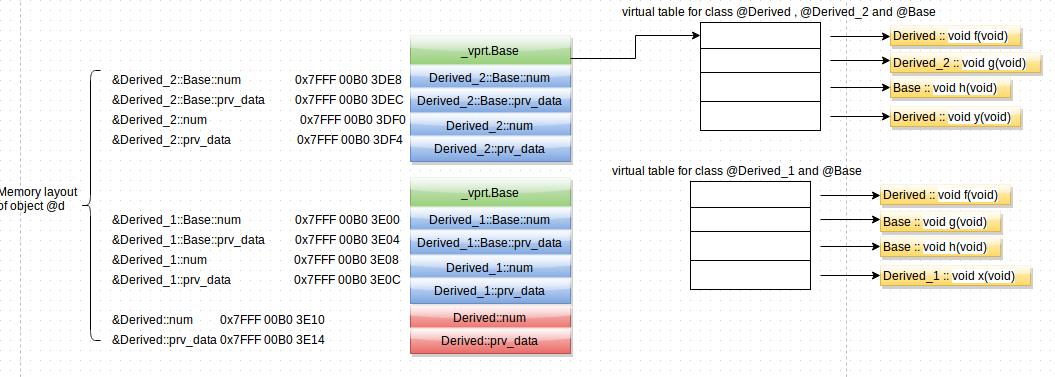 virtual table for class @Derived , @Derived_2 and @Base
_vprt.Base
Derived :: void f(void)
Derived_2 :: void g(void)
Base :: void h(void)
Derived :: void y(void)
&Derived_2::Base::num 0x7FFF 00B0 3DE8 Derived_2::Base::num
&Derived_2::Base::prv_data 0x7FFF 00B0 3DEC Derived_2::Base::prv_data
&Derived_2::num 0x7FFF 00B0 3DF0 Derived_2::num
&Derived_2::prv_data 0x7FFF 00B0 3DF4 Derived_2::prv_data
virtual table for class @Derived_1 and @Base
Memory layout
of object @d
_vprt.Base
Derived :: void f(void)
Base :: void g(void)
Base :: void h(void)
Derived_1 :: void x(void)
&Derived_1::Base::num 0x7FFF 00B0 3E00 Derived_1::Base::num
&Derived_1::Base::prv_data 0x7FFF 00B0 3E04 Derived_1::Base::prv_data
&Derived_1::num 0x7FFF 00B0 3E08 Derived_1::num
&Derived_1::prv_data 0x7FFF 00B0 3E0C Derived_1::prv_data
&Derived::num 0x7FFF 00B0 3E10 Derived::num
&Derived::prv_data 0x7FFF 00B0 3E14 Derived::prv_data